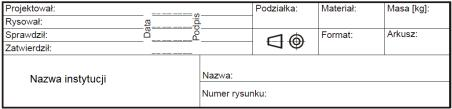 Projektował: Data Podpis Podziałka: Materiał: Masa [kg]:
Rysował:
Sprawdził: Format: Arkusz:
Zatwierdził:
Nazwa instytucji Nazwa:
Numer rysunku: